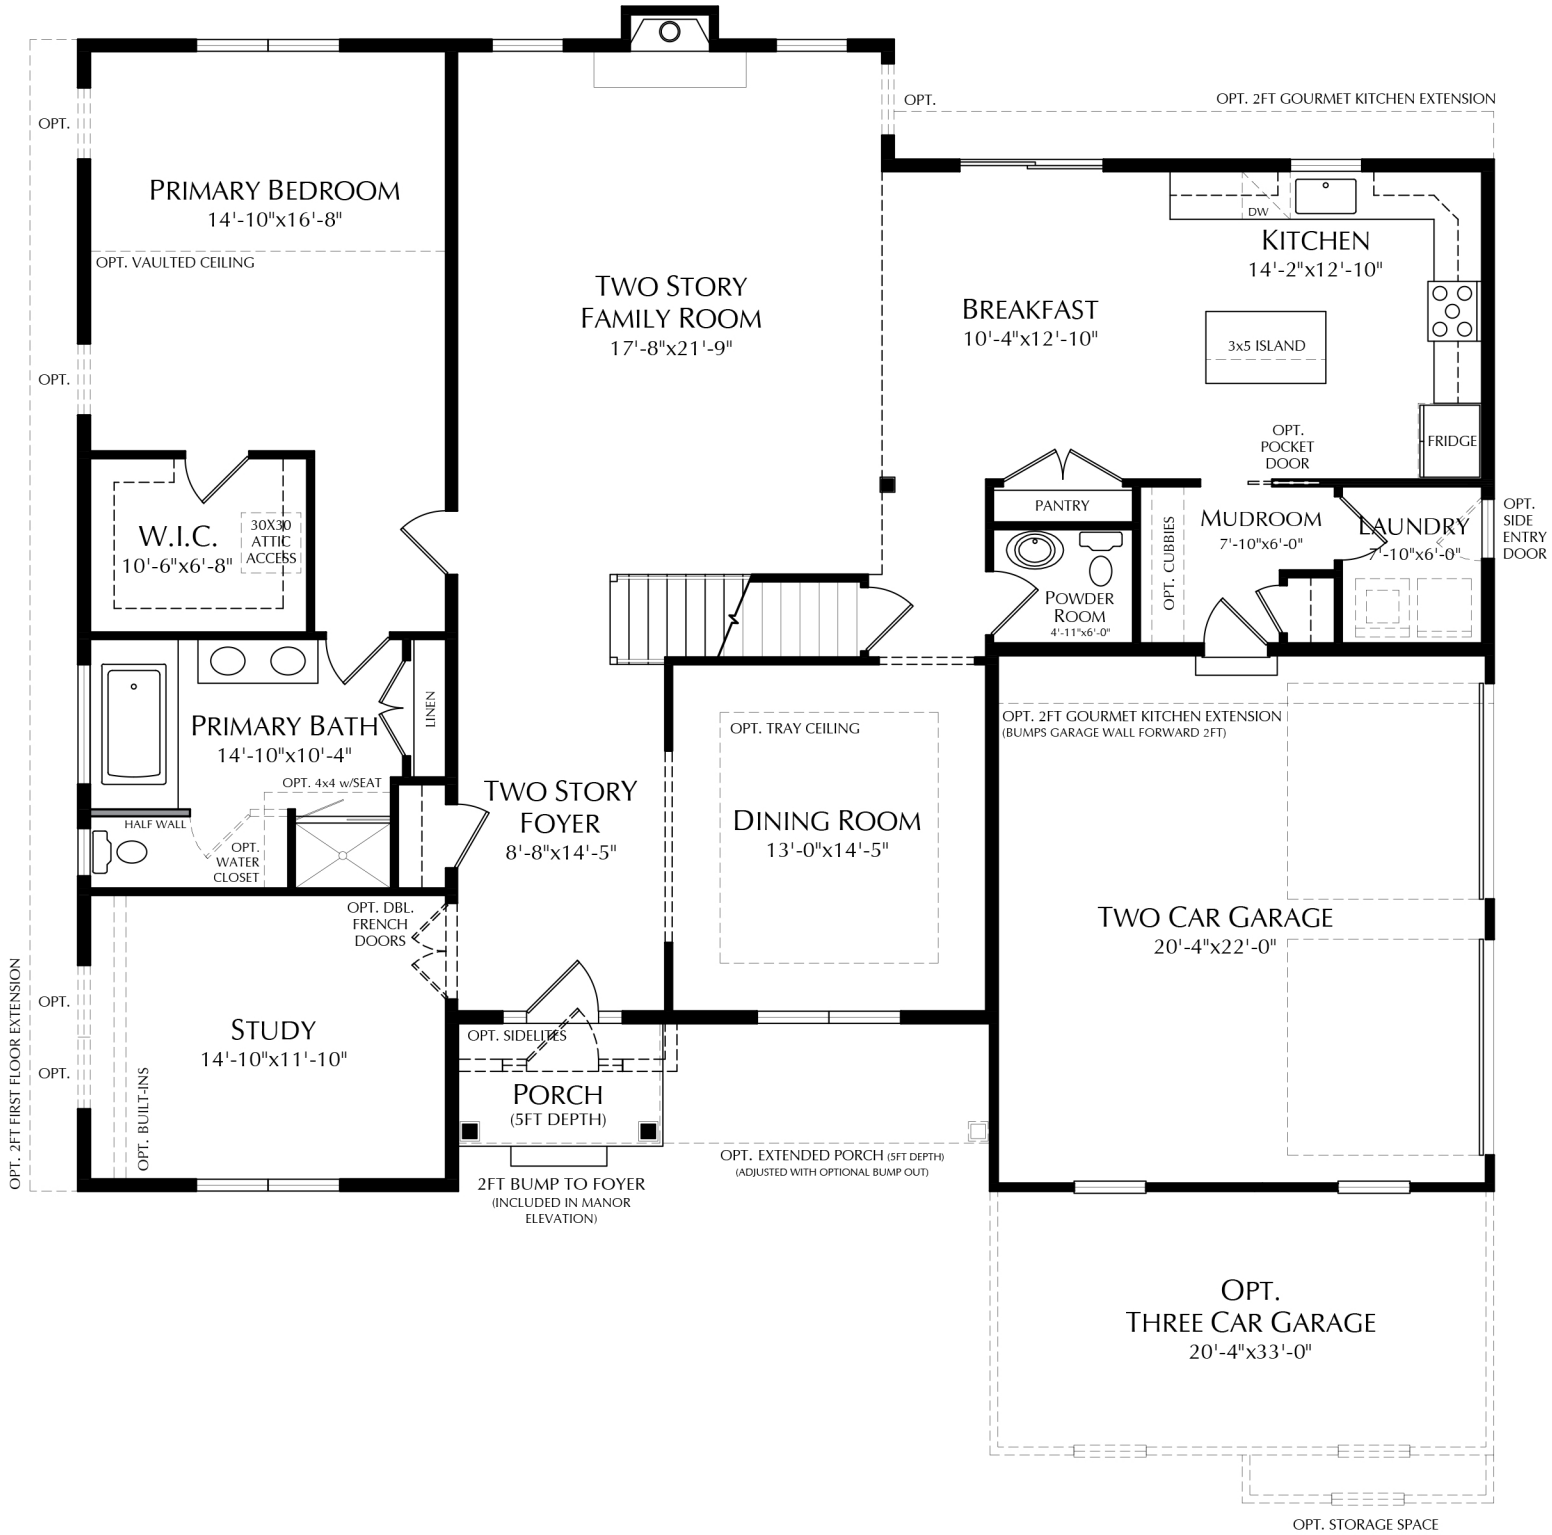 OPT.
OPT. 2FT GOURMET KITCHEN EXTENSION
OPT.
PRIMARY BEDROOM
14'-10"x16'-8"
OPT. VAULTED CEILING
OPT.
TWO STORY
FAMILY ROOM
17'-8"x21'-9"
BREAKFAST
10'-4"x12'-10"
DW
KITCHEN
14'-2"x12'-10"
3x5 ISLAND
FRIDGE
OPT.
POCKET
DOOR
PANTRY
W.I.C.
10'-6"x6'-8"
30X30
ATTIC
ACCESS
OPT. CUBBIES
MUDROOM
7'-10"x6'-0"
LAUNDRY
7'-10"x6'-0"
OPT.
SIDE
ENTRY
DOOR
POWDER
ROOM
4'-11"x6'-0"
LINEN
PRIMARY BATH
14'-10"x10'-4"
OPT. 4x4 w/SEAT
HALF WALL
OPT.
WATER
CLOSET
TWO STORY
FOYER
8'-8"x14'-5"
OPT. TRAY CEILING
DINING ROOM
13'-0"x14'-5"
OPT. 2FT GOURMET KITCHEN EXTENSION
(BUMPS GARAGE WALL FORWARD 2FT)
TWO CAR GARAGE
20'-4"x22'-0"
OPT. DBL.
FRENCH
DOORS
OPT. 2FT FIRST FLOOR EXTENSION
OPT.
OPT.
STUDY
14'-10"x11'-10"
OPT. BUILT-INS
OPT. SIDELITES
PORCH
(5FT DEPTH)
2FT BUMP TO FOYER
(INCLUDED IN MANOR
ELEVATION)
OPT. EXTENDED PORCH (5FT DEPTH)
(ADJUSTED WITH OPTIONAL BUMP OUT)
OPT.
THREE CAR GARAGE
20'-4"x33'-0"
OPT. STORAGE SPACE